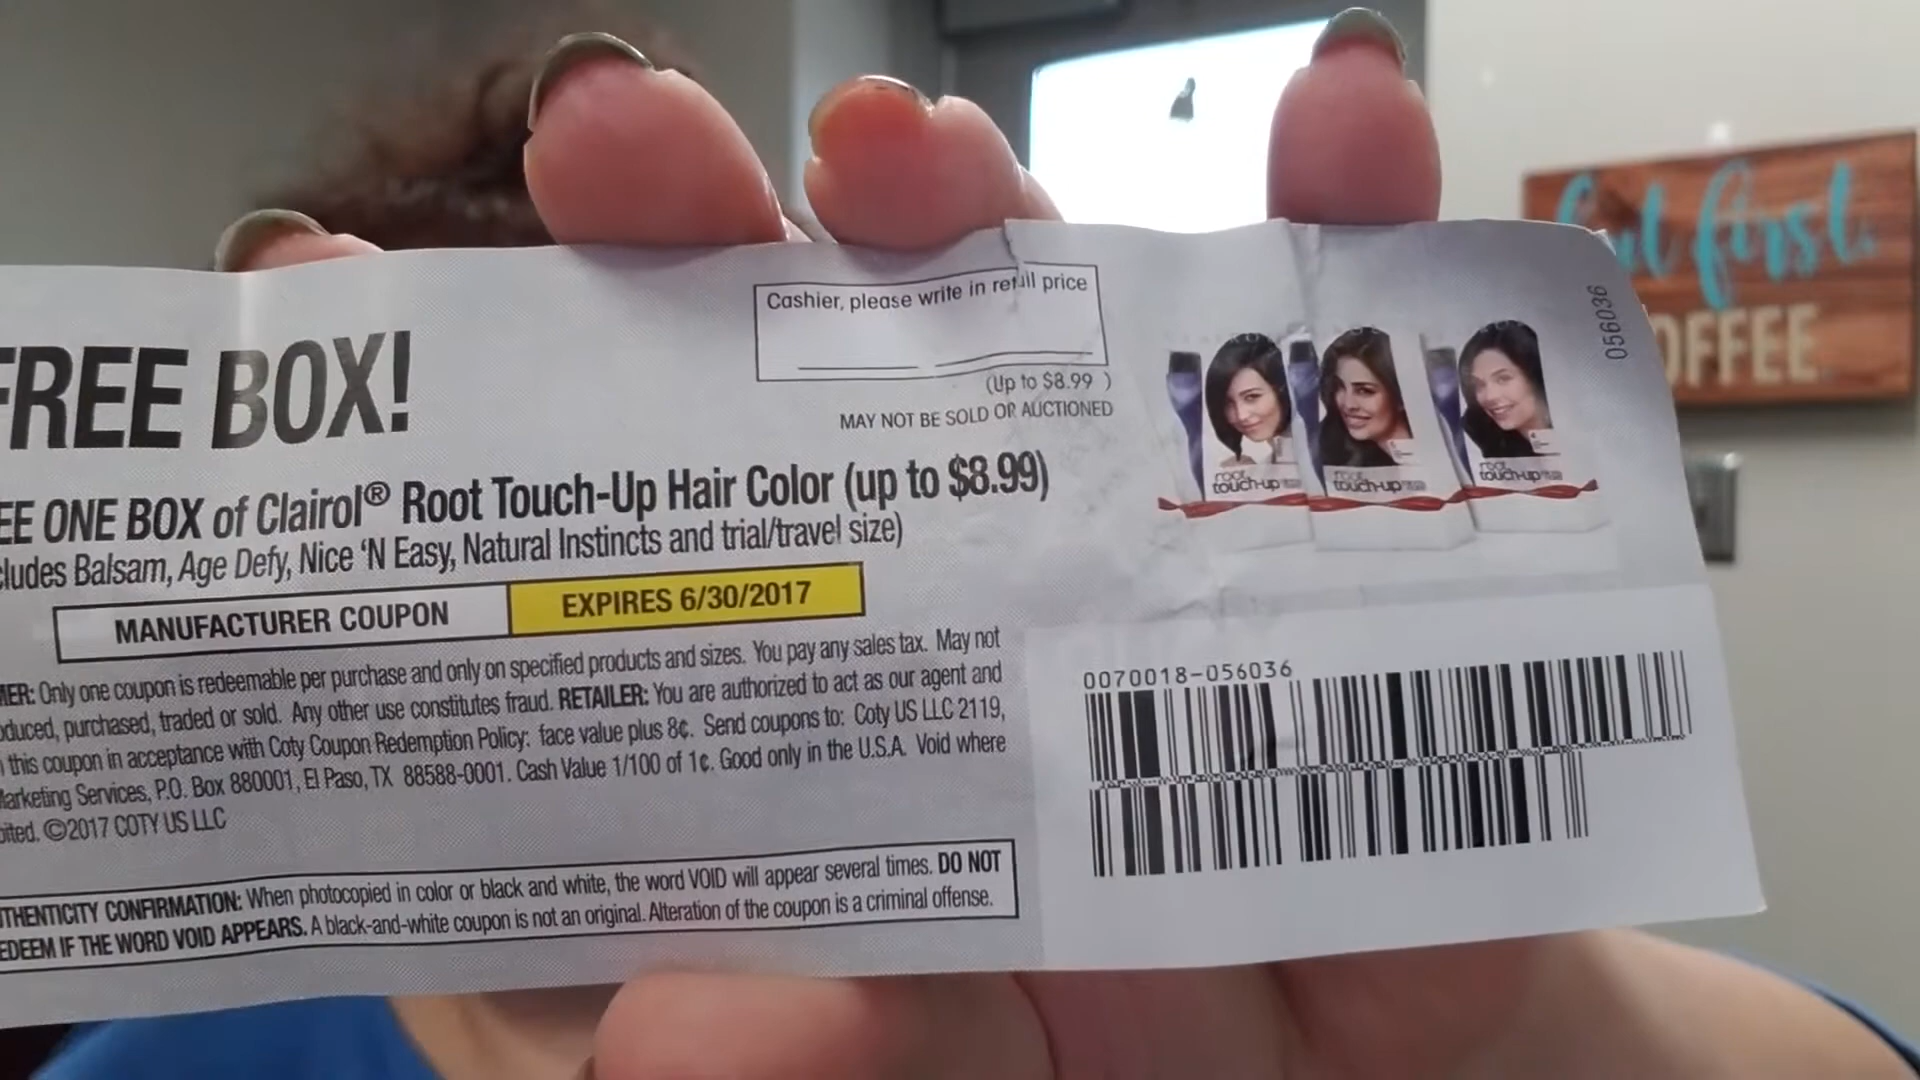 FREE BOX!
Cashier, please write in retail price
(Up to $8.99 )
MAY NOT BE SOLD OR AUCTIONED
EE ONE BOX of Clairol® Root Touch-Up Hair Color (up to $8.99)
cludes Balsam, Age Defy, Nice 'N Easy, Natural Instincts and trial/travel size)
MANUFACTURER COUPON
EXPIRES 6/30/2017
MER: Only one coupon is redeemable per purchase and only on specified products and sizes. You pay any sales tax. May not
oduced, purchased, traded or sold. Any other use constitutes fraud. RETAILER: You are authorized to act as our agent and
this coupon in acceptance with Coty Coupon Redemption Policy: face value plus 8¢. Send coupons to: Coty US LLC 2119,
Marketing Services, P.O. Box 880001, El Paso, TX 88588-0001. Cash Value 1/100 of 1¢. Good only in the U.S.A. Void where
bited. ©2017 COTY US LLC
THENTICITY CONFIRMATION: When photocopied in color or black and white, the word VOID will appear several times. DO NOT
EDEEM IF THE WORD VOID APPEARS. A black-and-white coupon is not an original. Alteration of the coupon is a criminal offense.
root
touch-up
root
touch-up
root
touch-up
056036
0070018-056036
but first,
OFFEE